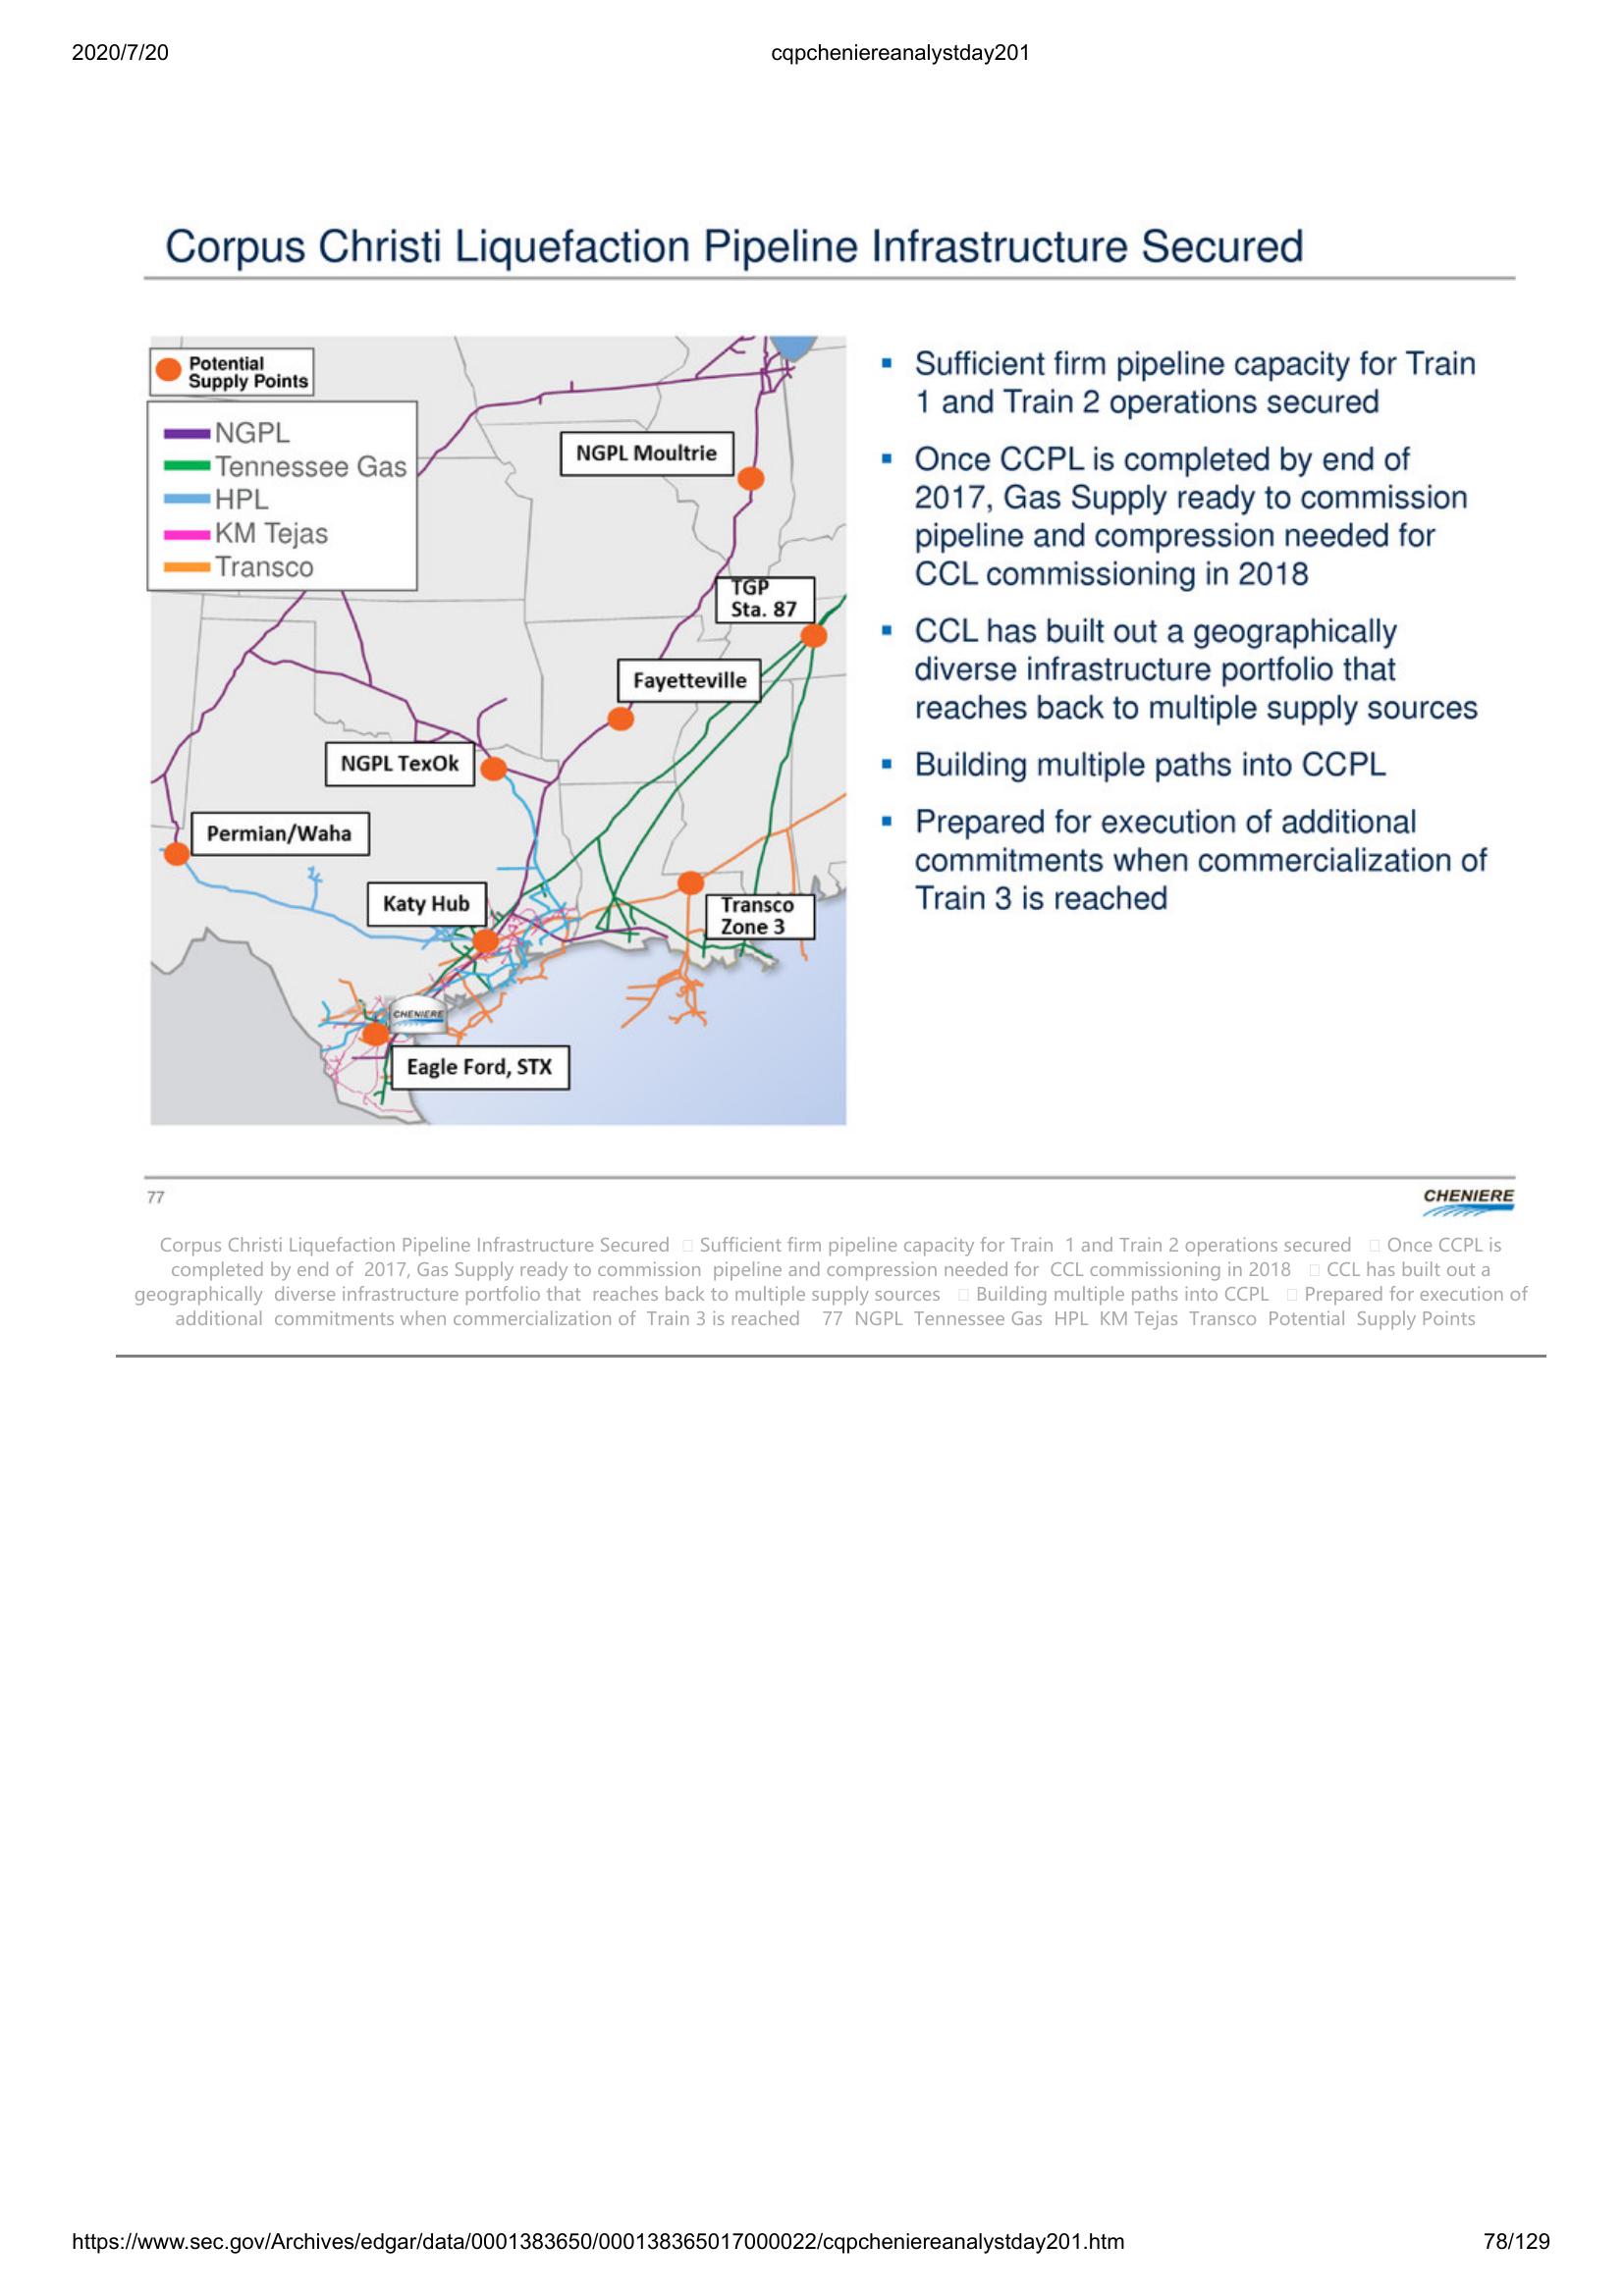 2020/7/20
cqpcheniereanalystday201
Corpus Christi Liquefaction Pipeline Infrastructure Secured
Potential
Supply Points
NGPL
Tennessee Gas
HPL
KM Tejas
Transco
NGPL Moultrie
TGP
Sta. 87
Fayetteville
NGPL TexOk
Permian/Waha
Katy Hub
Transco
Zone 3
CHENIERE
Eagle Ford, STX
▪ Sufficient firm pipeline capacity for Train
1 and Train 2 operations secured
▪ Once CCPL is completed by end of
2017, Gas Supply ready to commission
pipeline and compression needed for
CCL commissioning in 2018
▪ CCL has built out a geographically
diverse infrastructure portfolio that
reaches back to multiple supply sources
▪ Building multiple paths into CCPL
▪ Prepared for execution of additional
commitments when commercialization of
Train 3 is reached
77
CHENIERE
Corpus Christi Liquefaction Pipeline Infrastructure Secured □ Sufficient firm pipeline capacity for Train 1 and Train 2 operations secured □ Once CCPL is
completed by end of 2017, Gas Supply ready to commission pipeline and compression needed for CCL commissioning in 2018 □ CCL has built out a
geographically diverse infrastructure portfolio that reaches back to multiple supply sources □ Building multiple paths into CCPL □ Prepared for execution of
additional commitments when commercialization of Train 3 is reached 77 NGPL Tennessee Gas HPL KM Tejas Transco Potential Supply Points
https://www.sec.gov/Archives/edgar/data/0001383650/000138365017000022/cqpcheniereanalystday201.htm
78/129